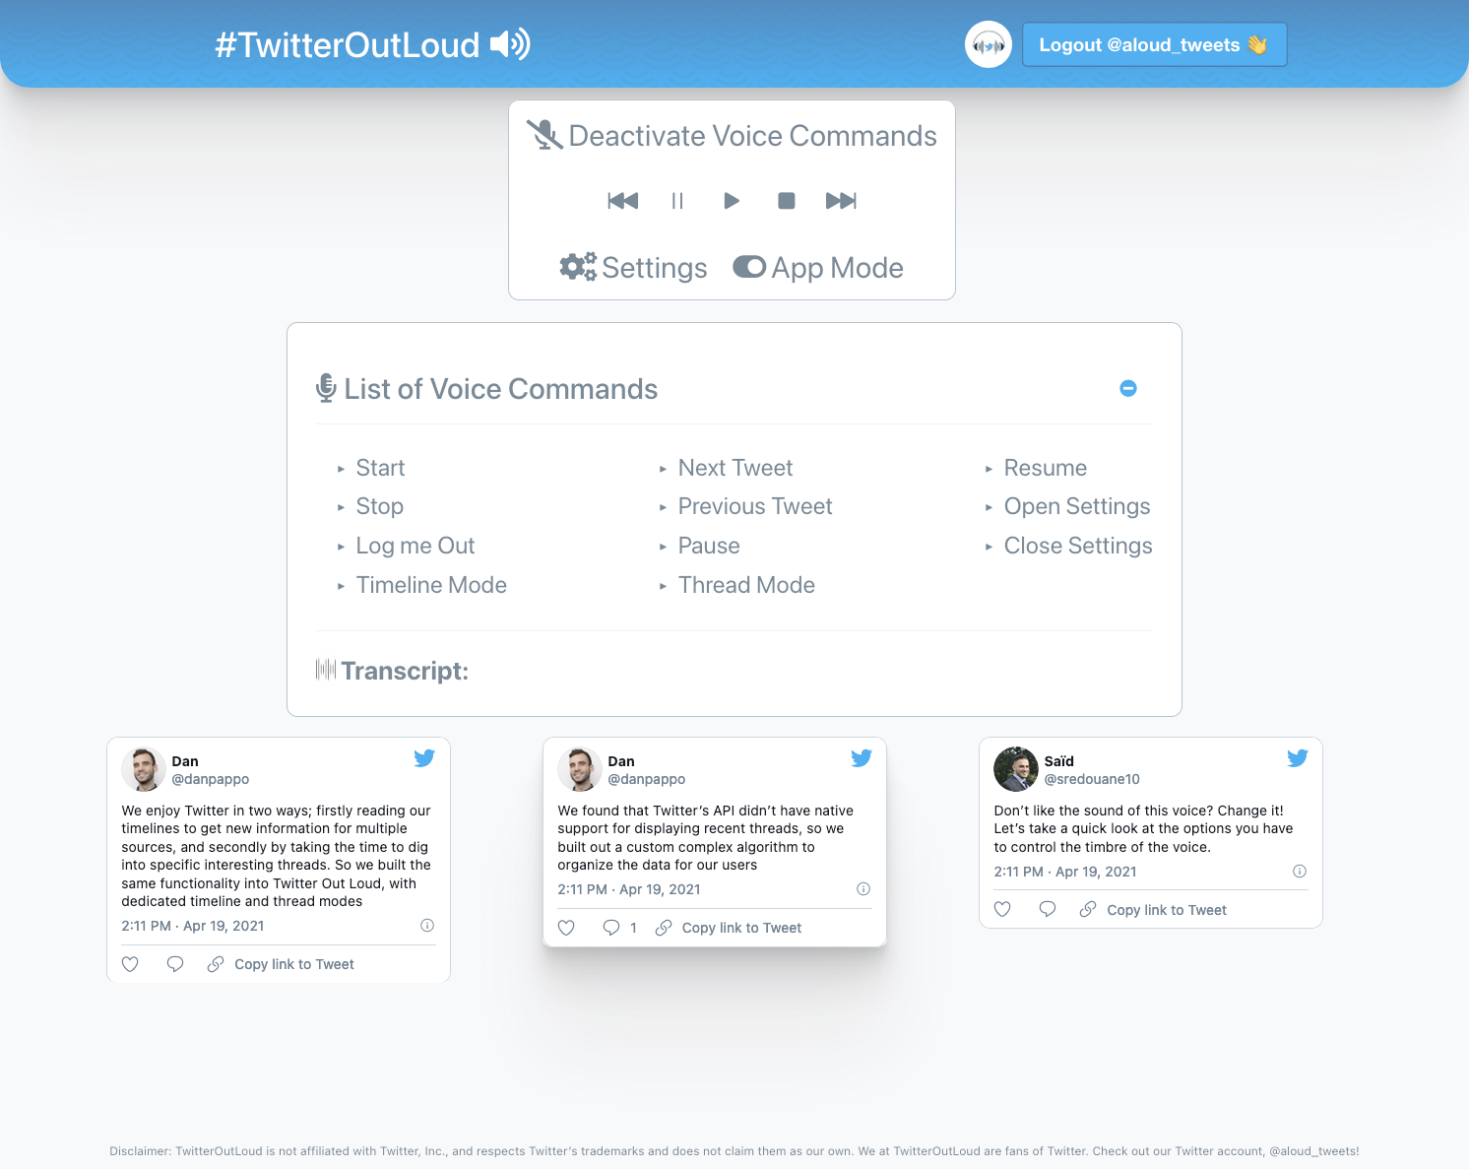 #TwitterOutLoud
Logout @aloud_tweets 👋
Deactivate Voice Commands
Settings
App Mode
List of Voice Commands
Start
Stop
Log me Out
Timeline Mode
Next Tweet
Previous Tweet
Pause
Thread Mode
Resume
Open Settings
Close Settings
Transcript:
Dan
@danpappo
We enjoy Twitter in two ways; firstly reading our
timelines to get new information for multiple
sources, and secondly by taking the time to dig
into specific interesting threads. So we built the
same functionality into Twitter Out Loud, with
dedicated timeline and thread modes
2:11 PM · Apr 19, 2021
Copy link to Tweet
Dan
@danpappo
We found that Twitter's API didn't have native
support for displaying recent threads, so we
built out a custom complex algorithm to
organize the data for our users
2:11 PM · Apr 19, 2021
1 Copy link to Tweet
Saïd
@sredouane10
Don't like the sound of this voice? Change it!
Let's take a quick look at the options you have
to control the timbre of the voice.
2:11 PM · Apr 19, 2021
Copy link to Tweet
Disclaimer: TwitterOutLoud is not affiliated with Twitter, Inc., and respects Twitter's trademarks and does not claim them as our own. We at TwitterOutLoud are fans of Twitter. Check out our Twitter account, @aloud_tweets!